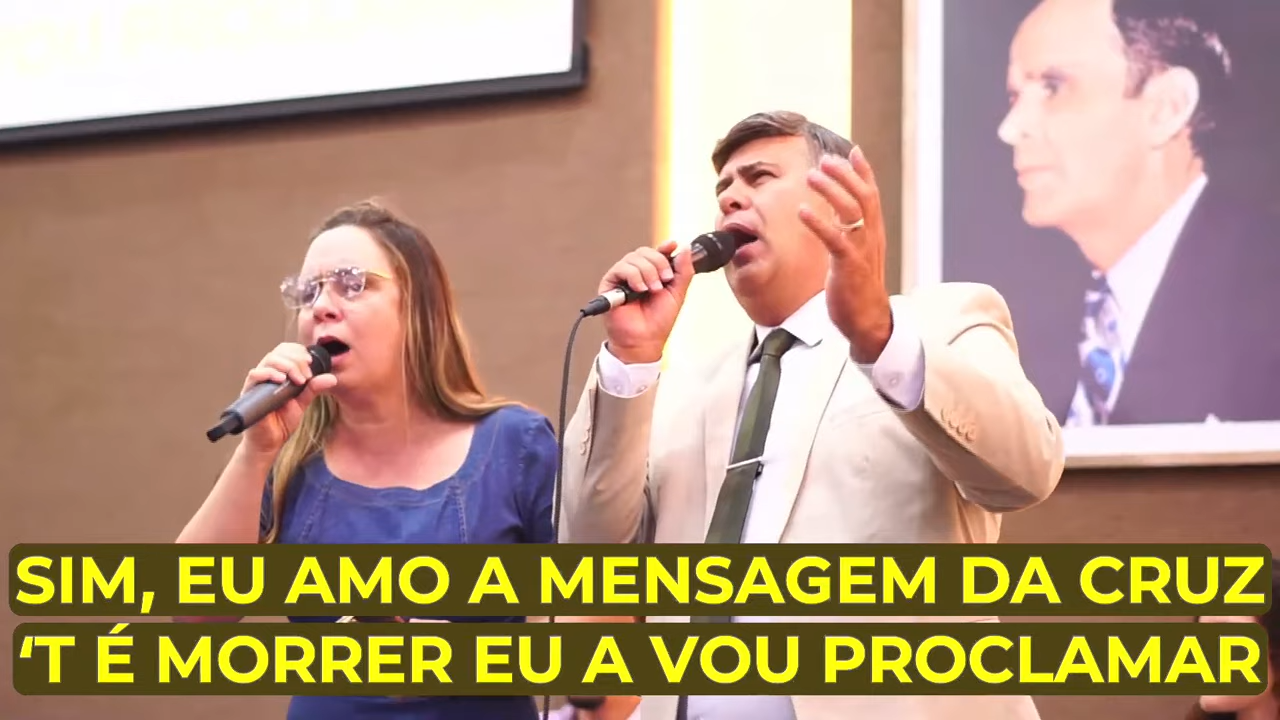 SIM, EU AMO A MENSAGEM DA CRUZ
‘T É MORRER EU A VOU PROCLAMAR